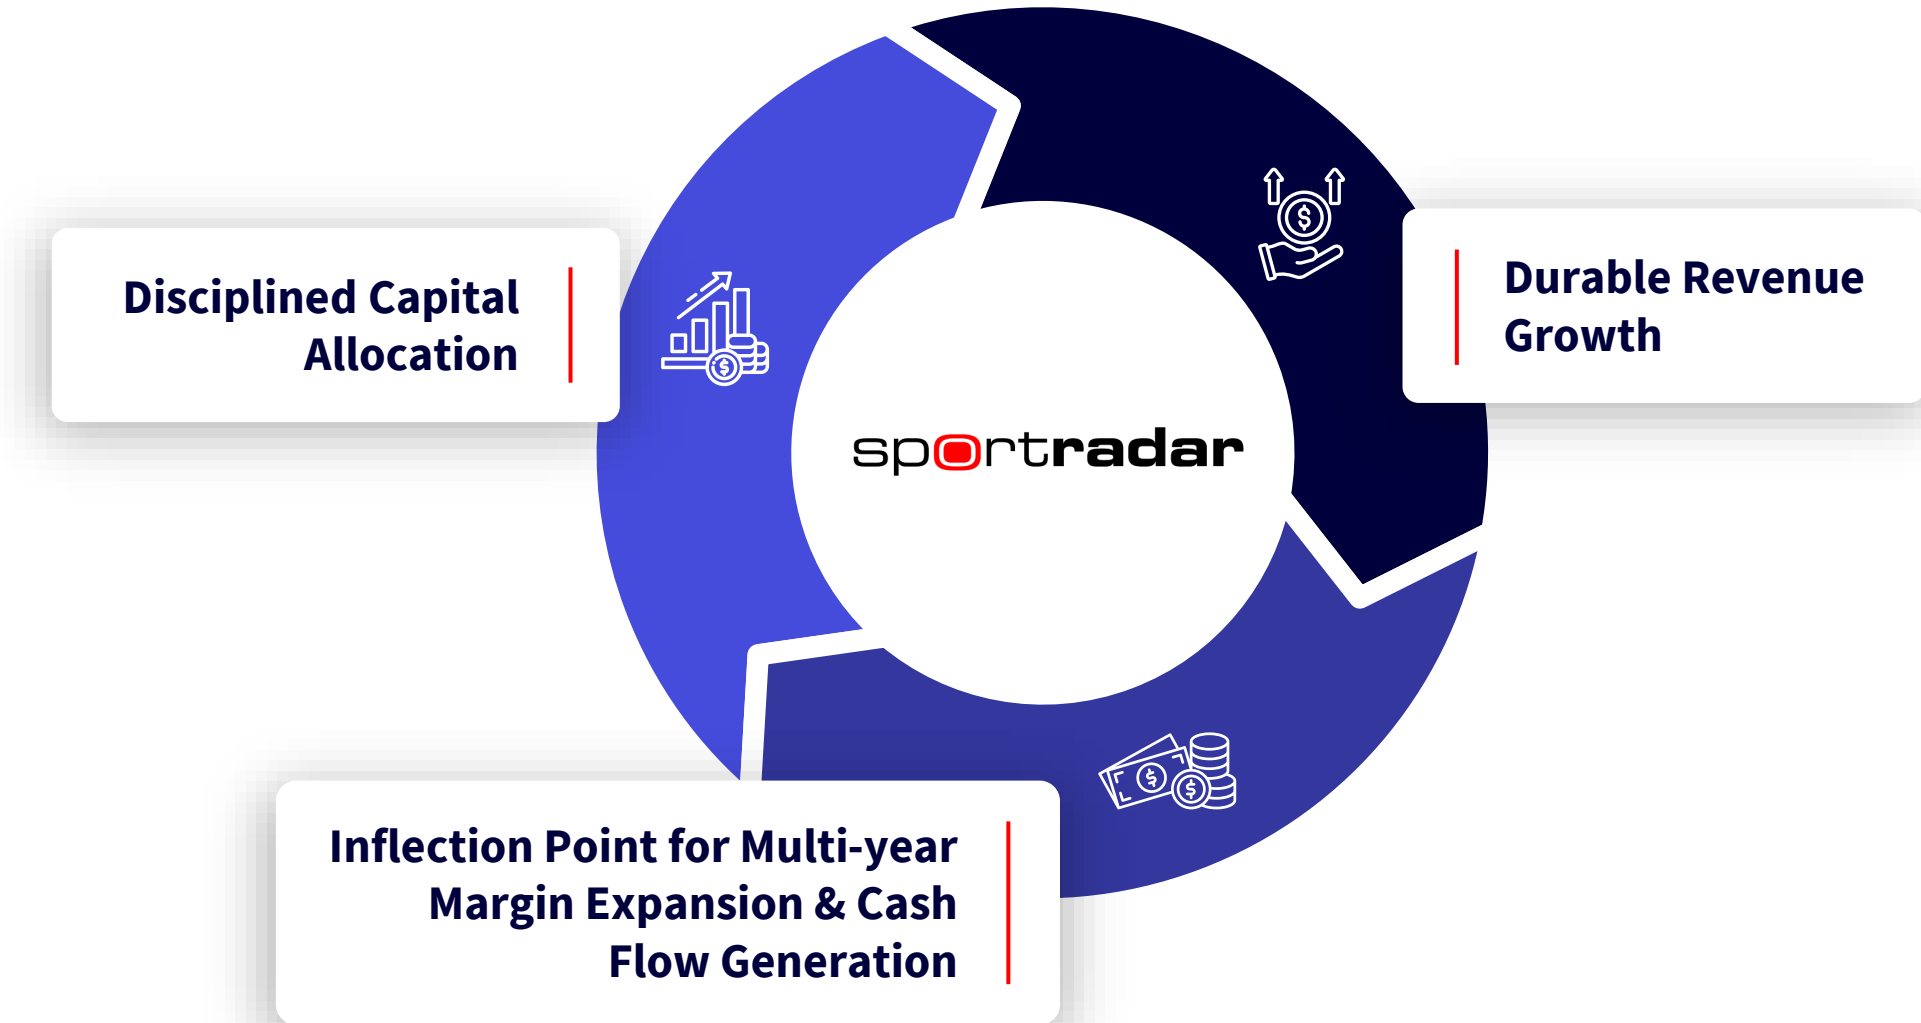 Disciplined Capital
Allocation
Durable Revenue
Growth
sportradar
Inflection Point for Multi-year
Margin Expansion & Cash
Flow Generation